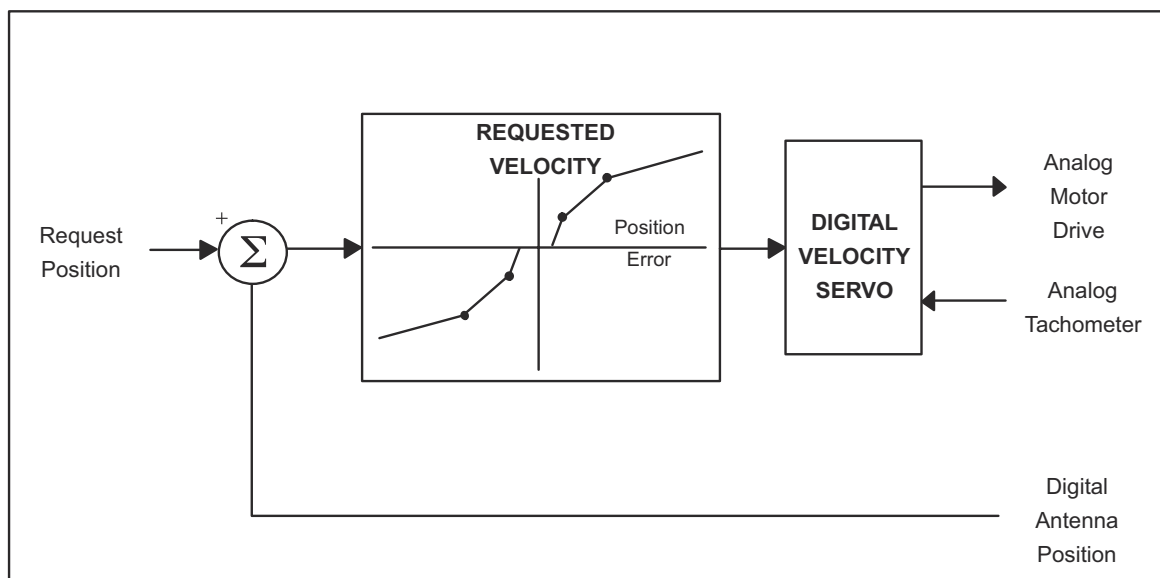 REQUESTED
VELOCITY
Position
Error
Request
Position
+
Σ
DIGITAL
VELOCITY
SERVO
Analog
Motor
Drive
Analog
Tachometer
Digital
Antenna
Position